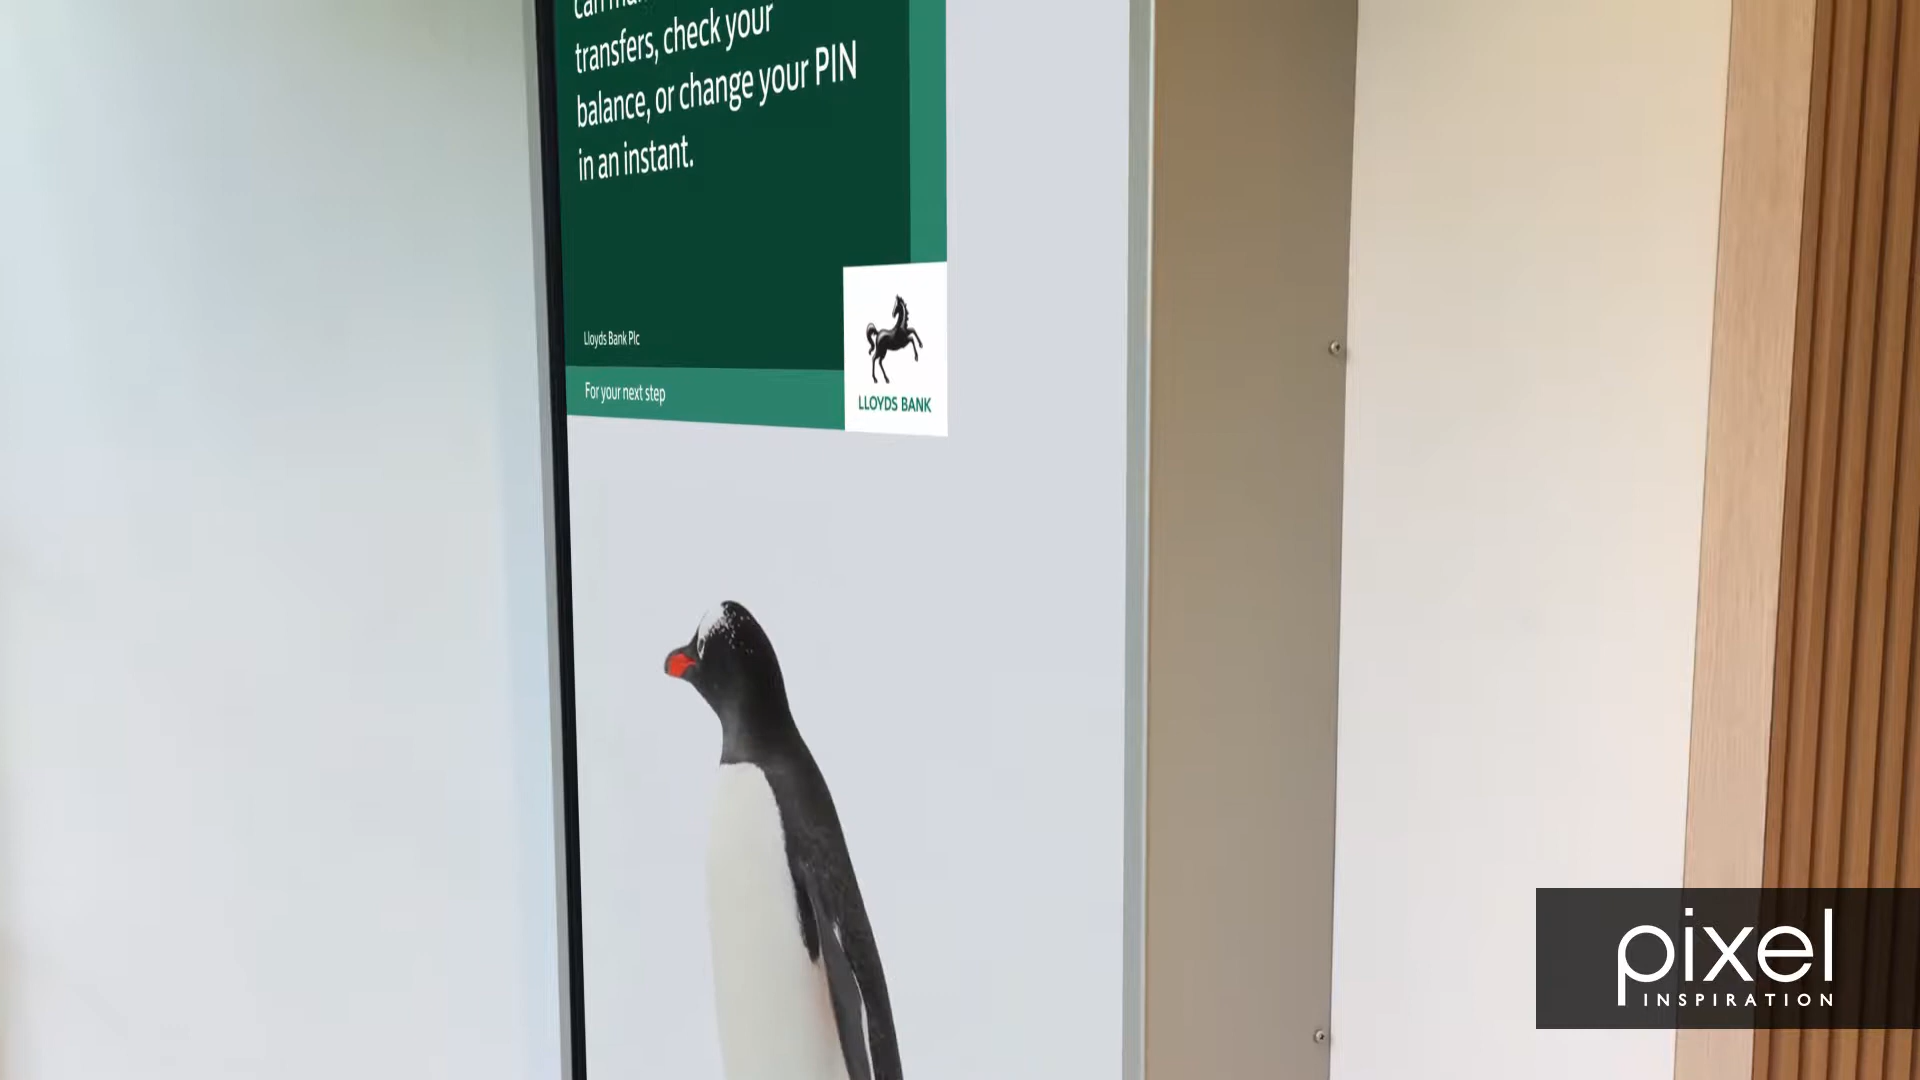 can
transfers, check your
balance, or change your PIN
in an instant.
Lloyds Bank Plc
For your next step
LLOYDS BANK
pixel
INSPIRATION